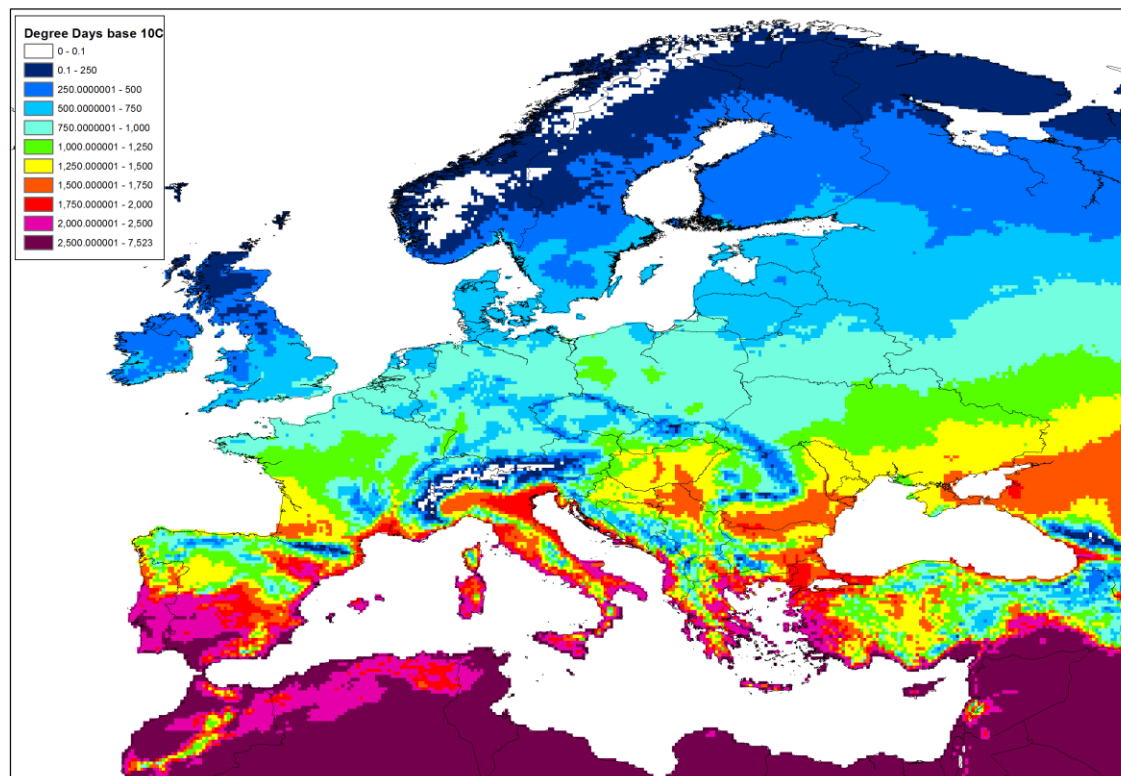 Degree Days base 10C
0 - 0.1
0.1 - 250
250.0000001 - 500
500.0000001 - 750
750.0000001 - 1,000
1,000.000001 - 1,250
1,250.000001 - 1,500
1,500.000001 - 1,750
1,750.000001 - 2,000
2,000.000001 - 2,500
2,500.000001 - 7,523